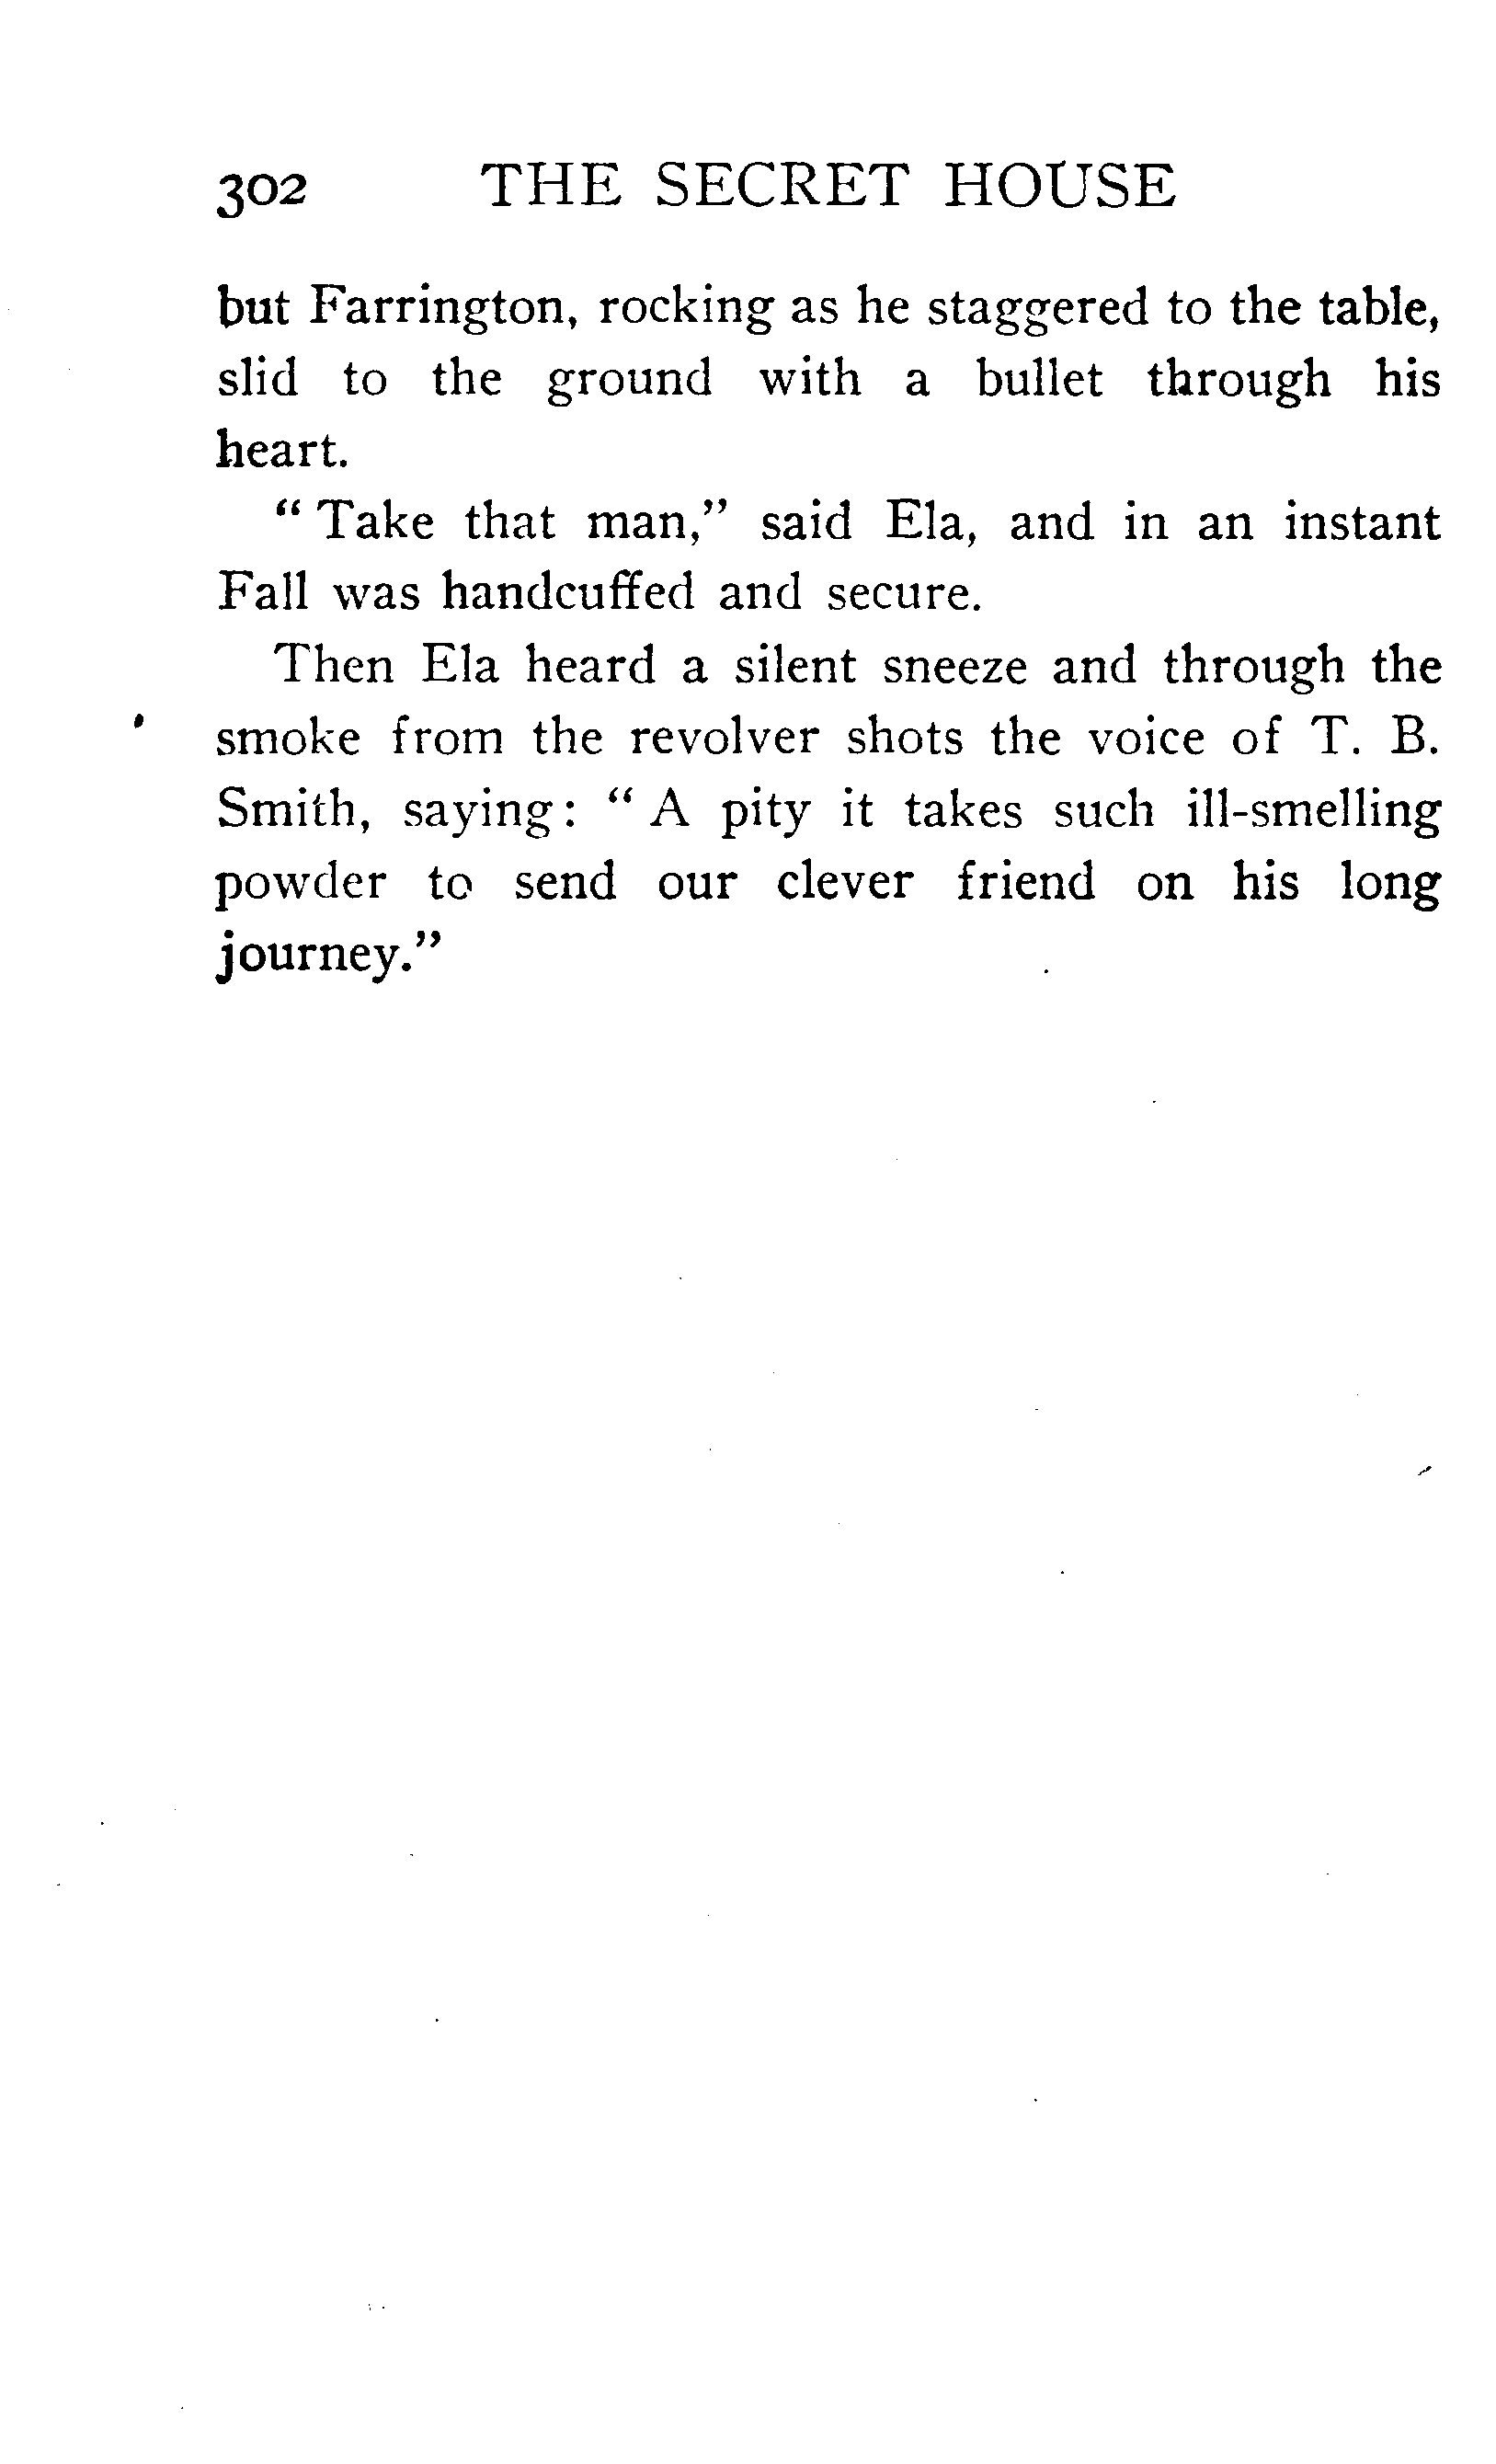 302 THE SECRET HOUSE
but Farrington, rocking as he staggered to the table,
slid to the ground with a bullet through his
heart.
“ Take that man,” said Ela, and in an instant
Fall was handcuffed and secure.
Then Ela heard a silent sneeze and through the
smoke from the revolver shots the voice of T. B.
Smith, saying: “ A pity it takes such ill-smelling
powder to send our clever friend on his long
journey.”